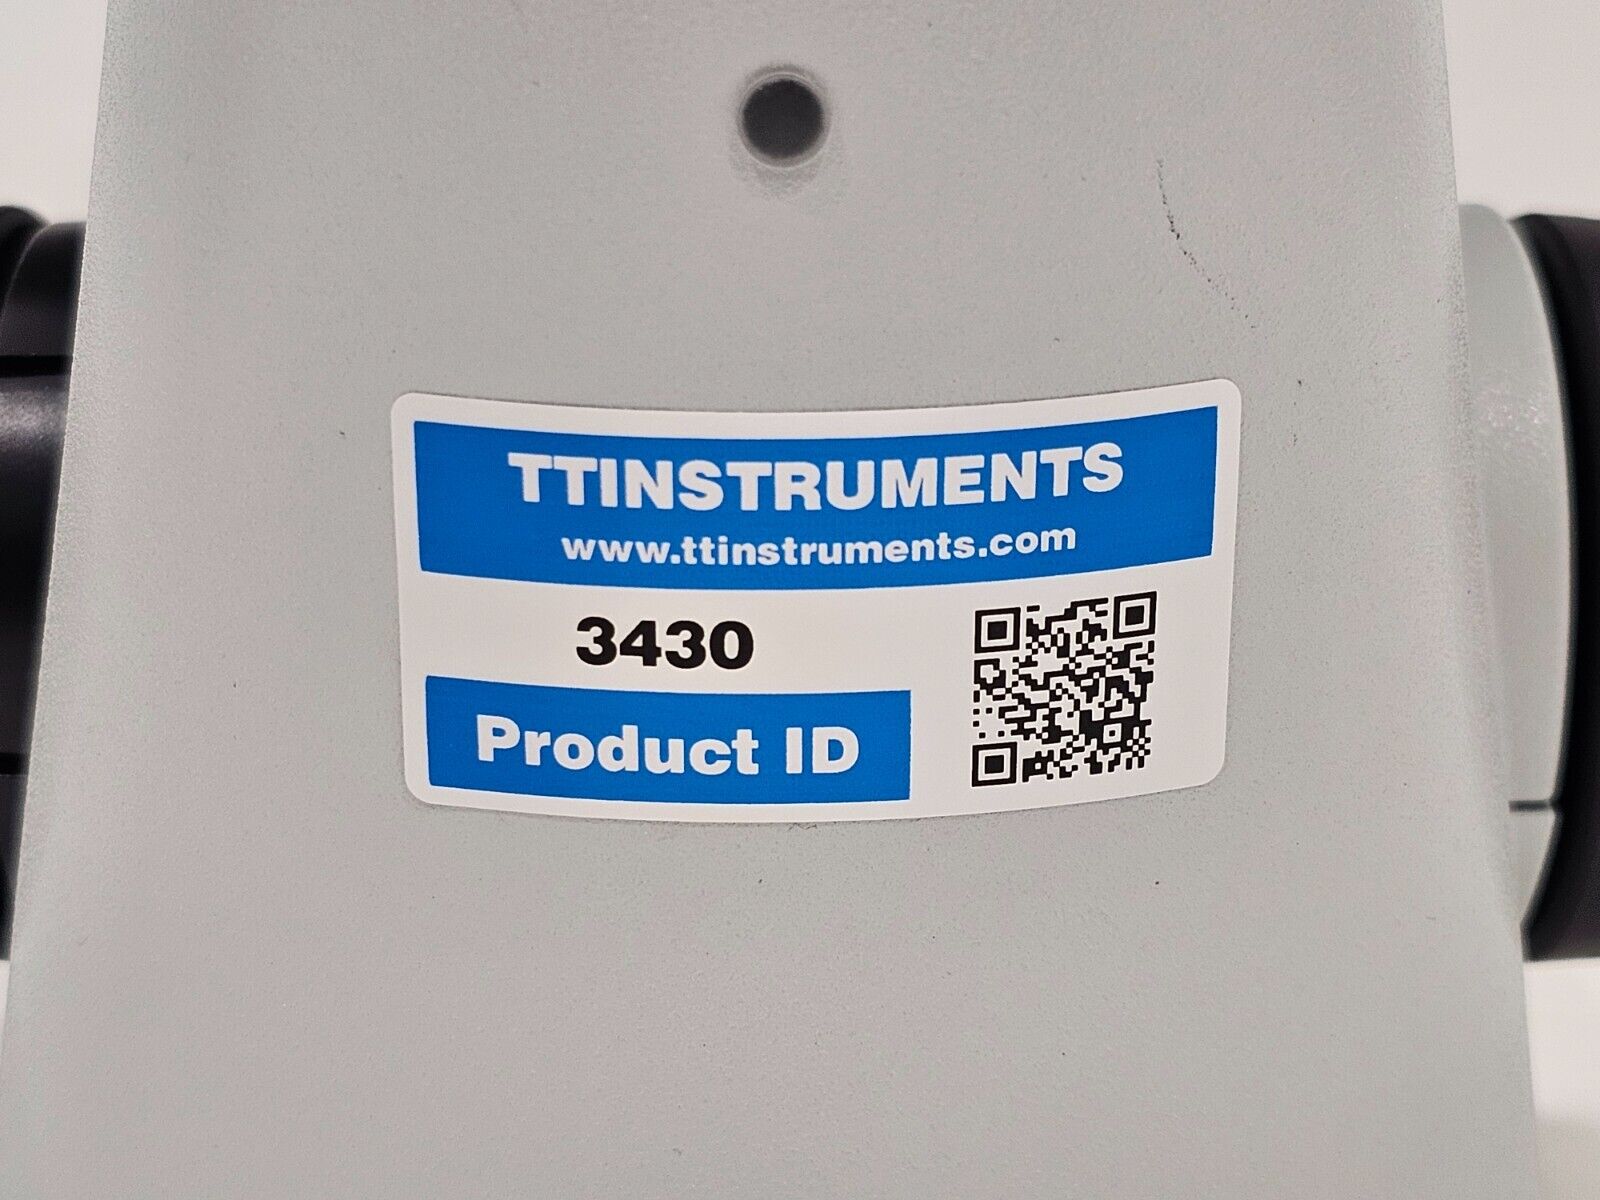 TTINSTRUMENTS
www.ttinstruments.com
3430
Product ID